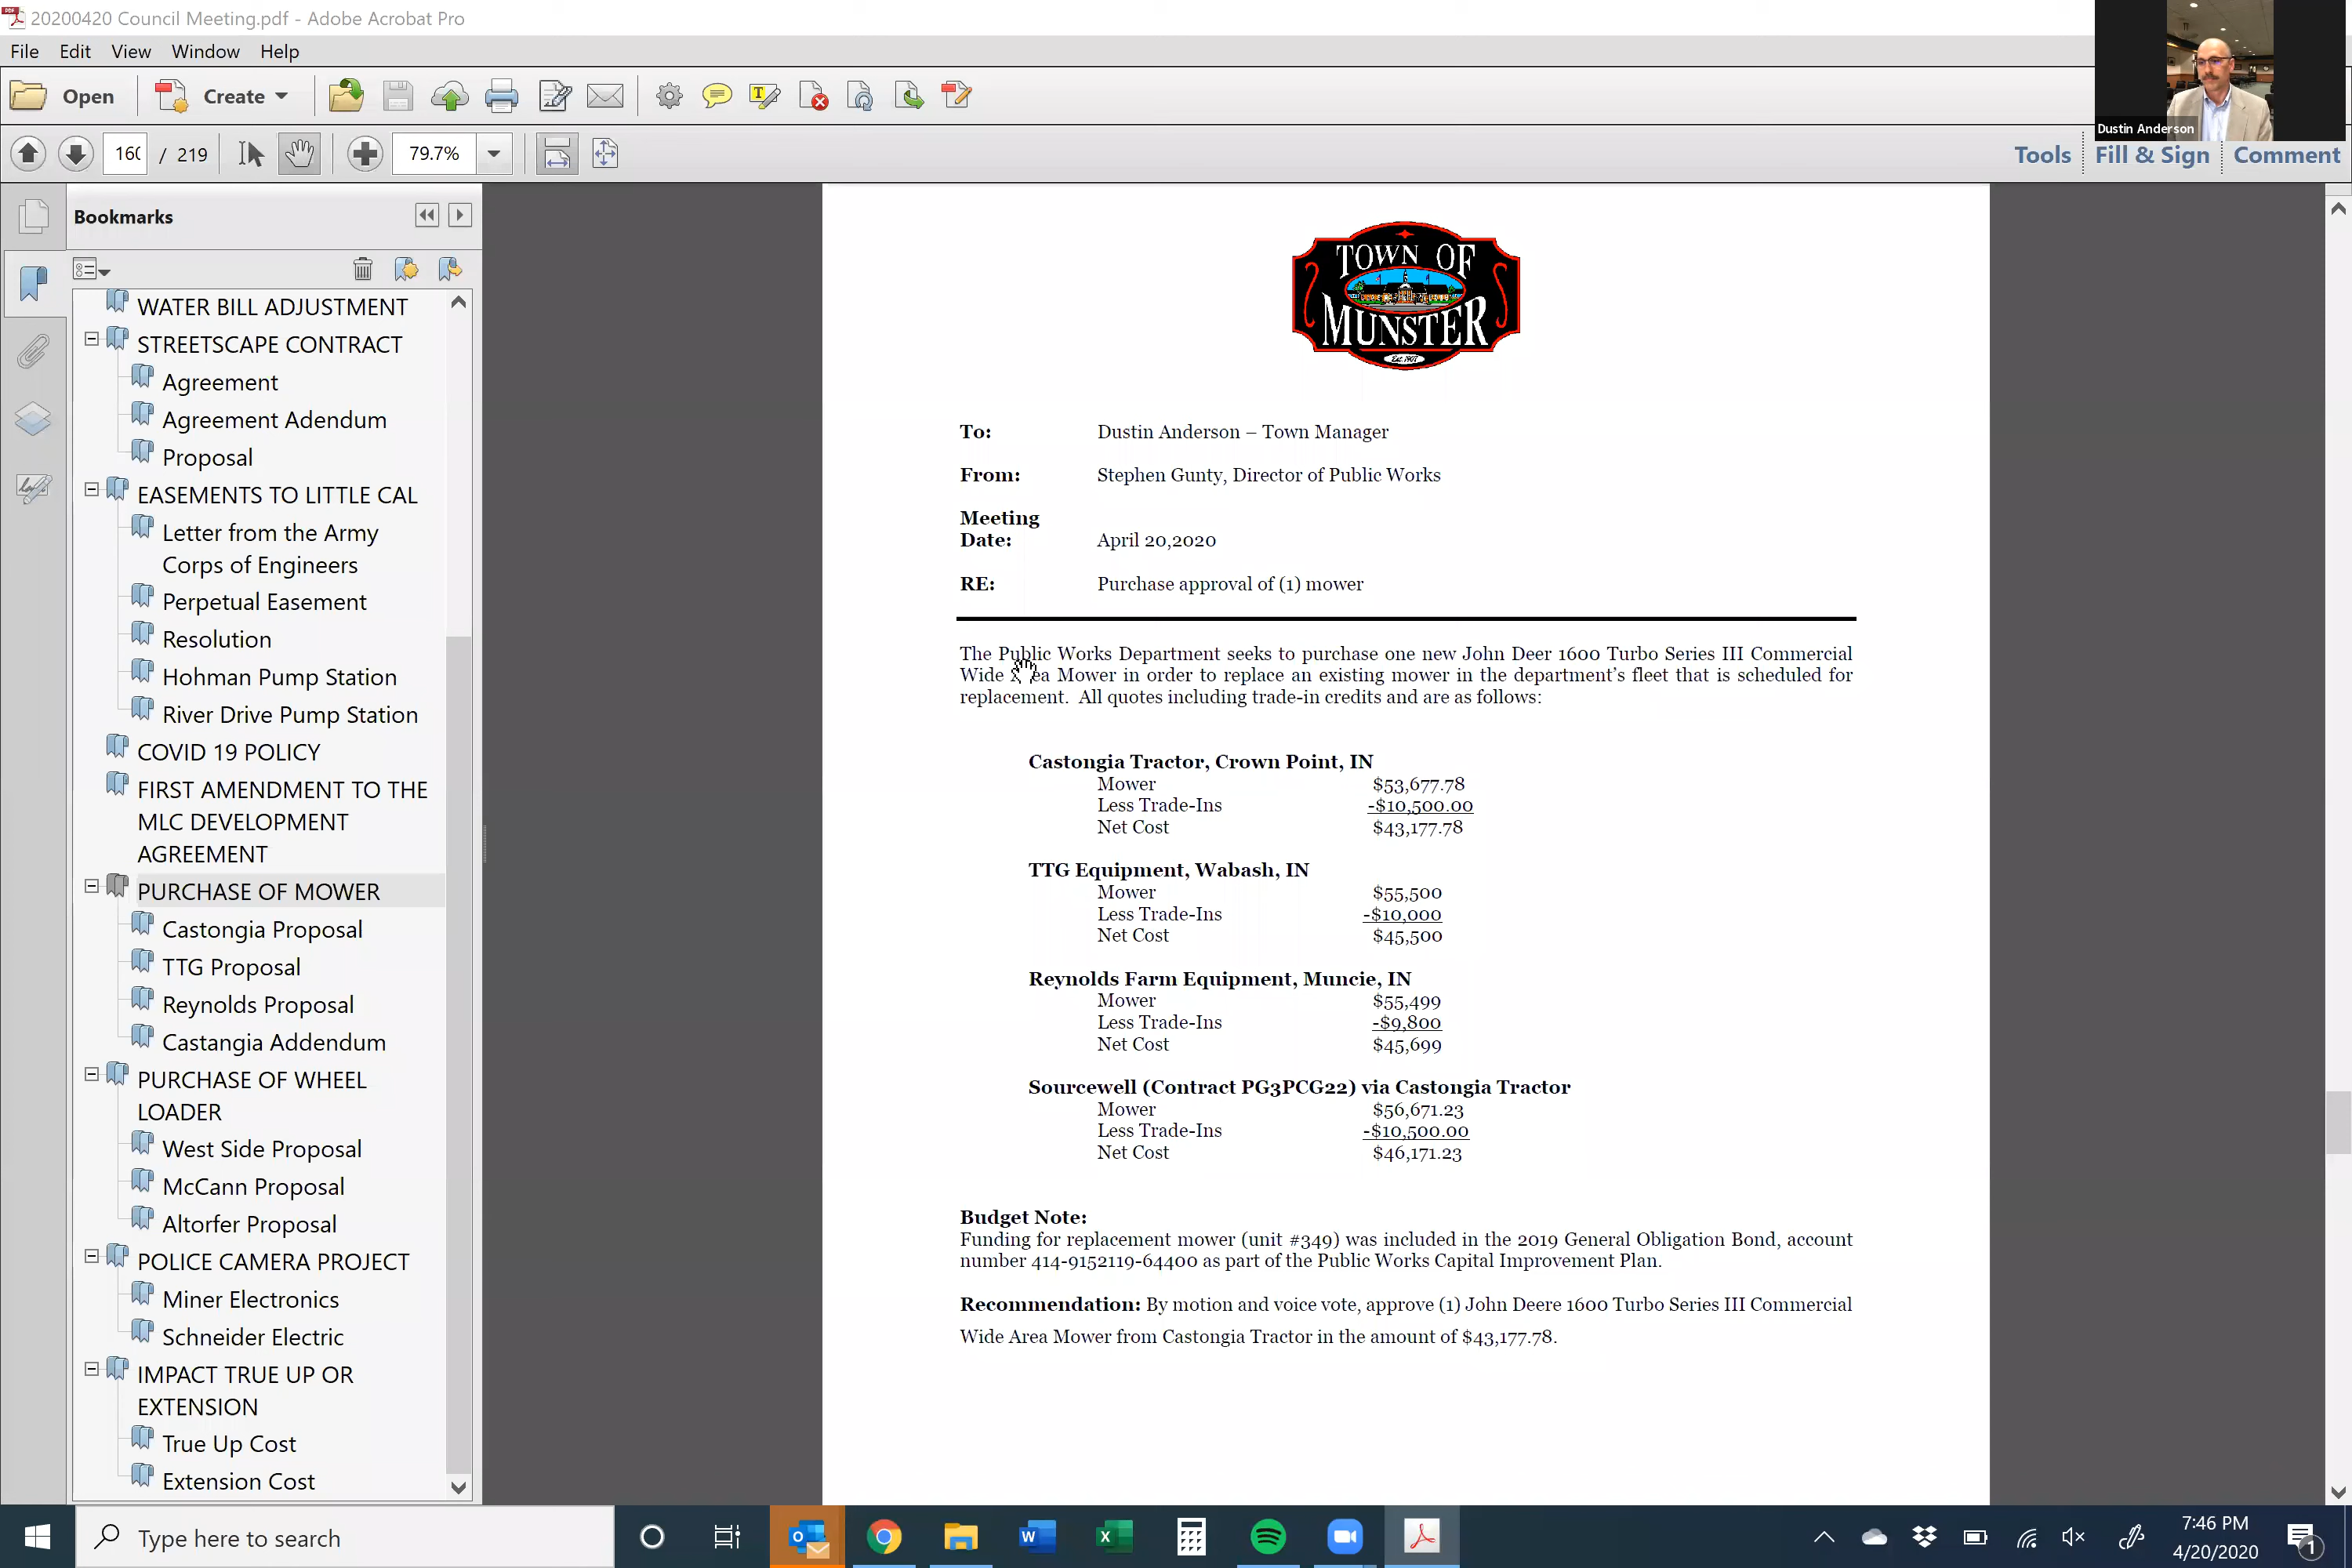 20200420 Council Meeting.pdf - Adobe Acrobat Pro
File Edit View Window Help
Open Create
160 / 219 79.7%
Dustin Anderson
Tools Fill & Sign Comment
Bookmarks
WATER BILL ADJUSTMENT
STREETSCAPE CONTRACT
Agreement
Agreement Adendum
Proposal
EASEMENTS TO LITTLE CAL
Letter from the Army
Corps of Engineers
Perpetual Easement
Resolution
Hohman Pump Station
River Drive Pump Station
COVID 19 POLICY
FIRST AMENDMENT TO THE
MLC DEVELOPMENT
AGREEMENT
PURCHASE OF MOWER
Castongia Proposal
TTG Proposal
Reynolds Proposal
Castangia Addendum
PURCHASE OF WHEEL
LOADER
West Side Proposal
McCann Proposal
Altorfer Proposal
POLICE CAMERA PROJECT
Miner Electronics
Schneider Electric
IMPACT TRUE UP OR
EXTENSION
True Up Cost
Extension Cost
TOWN OF
MUNSTER
Est. 1907
To: Dustin Anderson – Town Manager
From: Stephen Gunty, Director of Public Works
Meeting
Date: April 20,2020
RE: Purchase approval of (1) mower
The Public Works Department seeks to purchase one new John Deer 1600 Turbo Series III Commercial
Wide Area Mower in order to replace an existing mower in the department's fleet that is scheduled for
replacement. All quotes including trade-in credits and are as follows:
Castongia Tractor, Crown Point, IN
Mower $53,677.78
Less Trade-Ins -$10,500.00
Net Cost $43,177.78
TTG Equipment, Wabash, IN
Mower $55,500
Less Trade-Ins -$10,000
Net Cost $45,500
Reynolds Farm Equipment, Muncie, IN
Mower $55,499
Less Trade-Ins -$9,800
Net Cost $45,699
Sourcewell (Contract PG3PCG22) via Castongia Tractor
Mower $56,671.23
Less Trade-Ins -$10,500.00
Net Cost $46,171.23
Budget Note:
Funding for replacement mower (unit #349) was included in the 2019 General Obligation Bond, account
number 414-9152119-64400 as part of the Public Works Capital Improvement Plan.
Recommendation: By motion and voice vote, approve (1) John Deere 1600 Turbo Series III Commercial
Wide Area Mower from Castongia Tractor in the amount of $43,177.78.
Type here to search
7:46 PM
4/20/2020
1